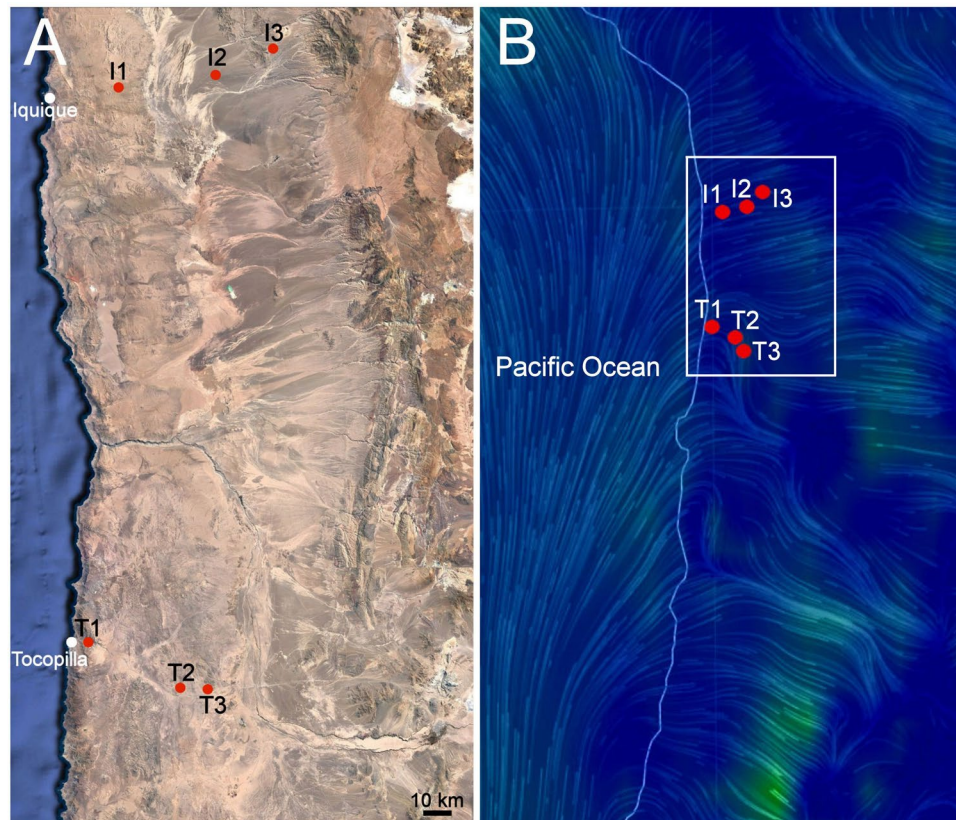 A
I1
I2
I3
Iquique
T1
Tocopilla
T2
T3
10 km
B
I1
I2
I3
T1
T2
T3
Pacific Ocean